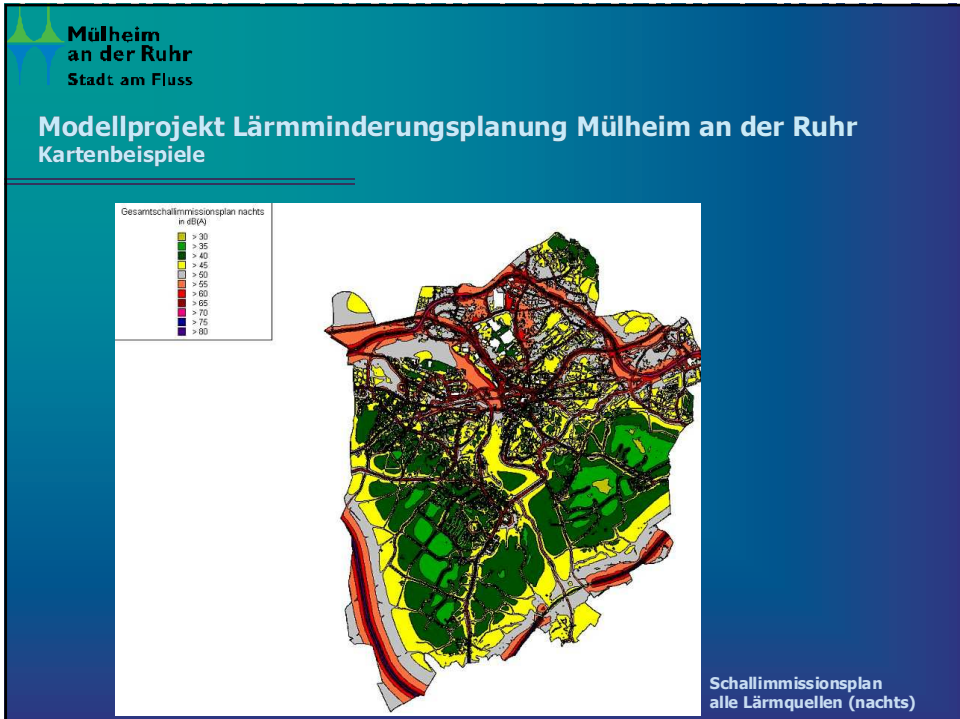 Mülheim
an der Ruhr
Stadt am Fluss
Modellprojekt Lärmminderungsplanung Mülheim an der Ruhr
Kartenbeispiele
Gesamtschallimmissionsplan nachts
in dB(A)
> 30
> 35
> 40
> 45
> 50
> 55
> 60
> 65
> 70
> 75
> 80
Schallimmissionsplan
alle Lärmquellen (nachts)